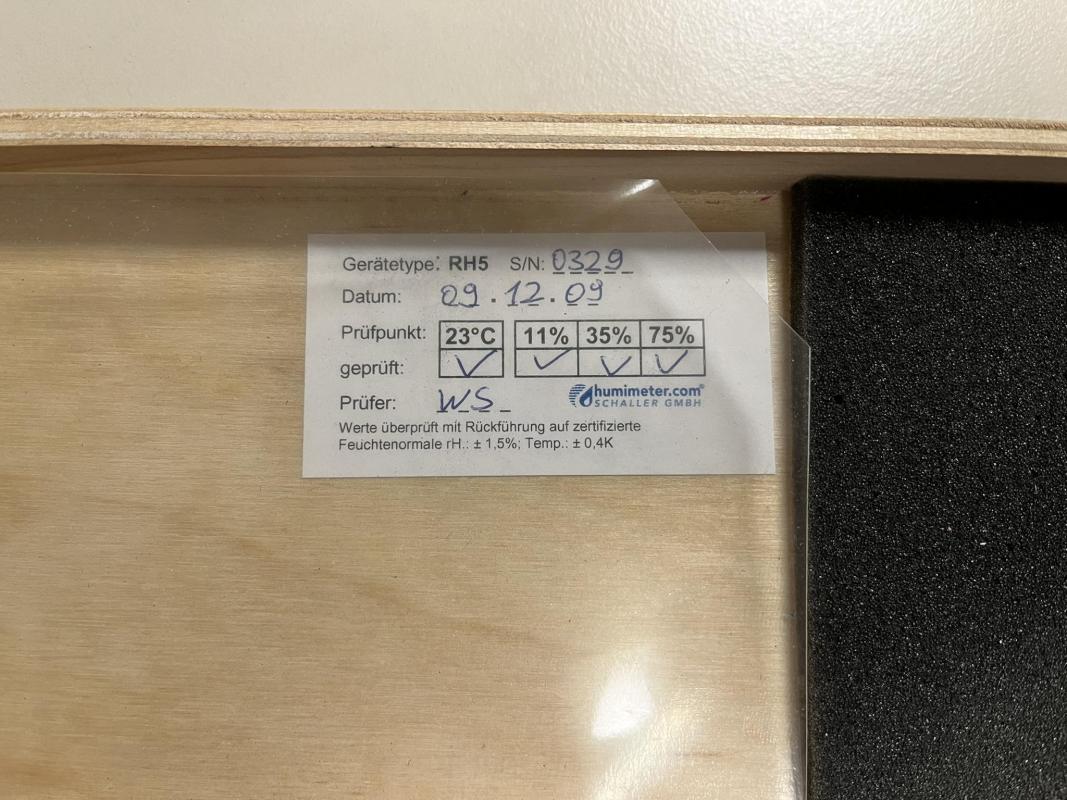 Gerätetype: RH5 S/N: 0329
Datum: 09.12.09
Prüfpunkt: 23°C 11% 35% 75%
geprüft: ✓ ✓ ✓ ✓
Prüfer: WS
humimeter.com®
SCHALLER GMBH
Werte überprüft mit Rückführung auf zertifizierte
Feuchtenormale rH.: ± 1,5%; Temp.: ± 0,4K